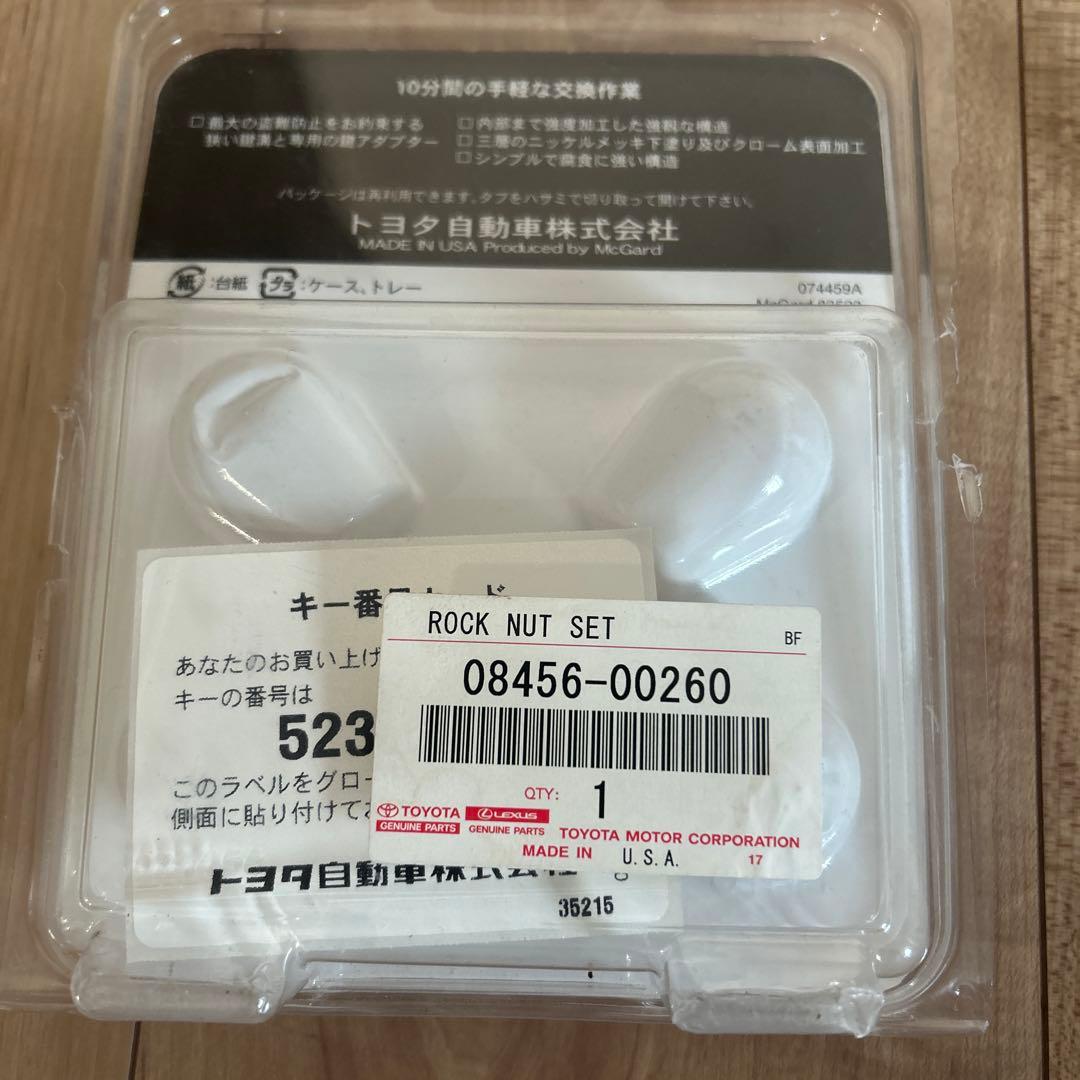 10分間の手軽な交換作業
□最大の盗難防止をお約束する
狭い鍵溝と専用の鍵アダプター
□内部まで強度加工した強靱な構造
□三層のニッケルメッキ下塗り及びクローム表面加工
□シンプルで腐食に強い構造
パッケージは再利用できます。タブをハサミで切り取って開けて下さい。
トヨタ自動車株式会社
MADE IN USA Produced by McGard
紙:台紙 プラ:ケース、トレー
074459A
McGard
キー番号
あなたのお買い上げ
キーの番号は
523
このラベルをグロー
側面に貼り付けてお
トヨタ自動車株式会社
35215
ROCK NUT SET
BF
08456-00260
QTY: 1
TOYOTA
GENUINE PARTS
LEXUS
GENUINE PARTS
TOYOTA MOTOR CORPORATION
MADE IN U.S.A.
17